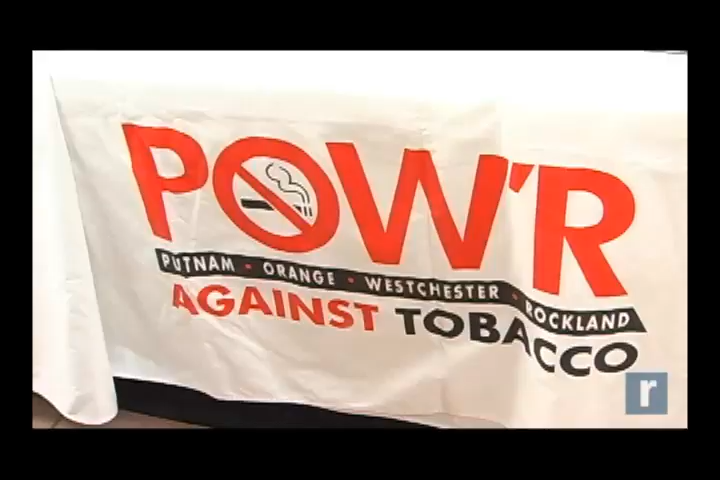 POW'R
PUTNAM • ORANGE • WESTCHESTER • ROCKLAND
AGAINST TOBACCO
r